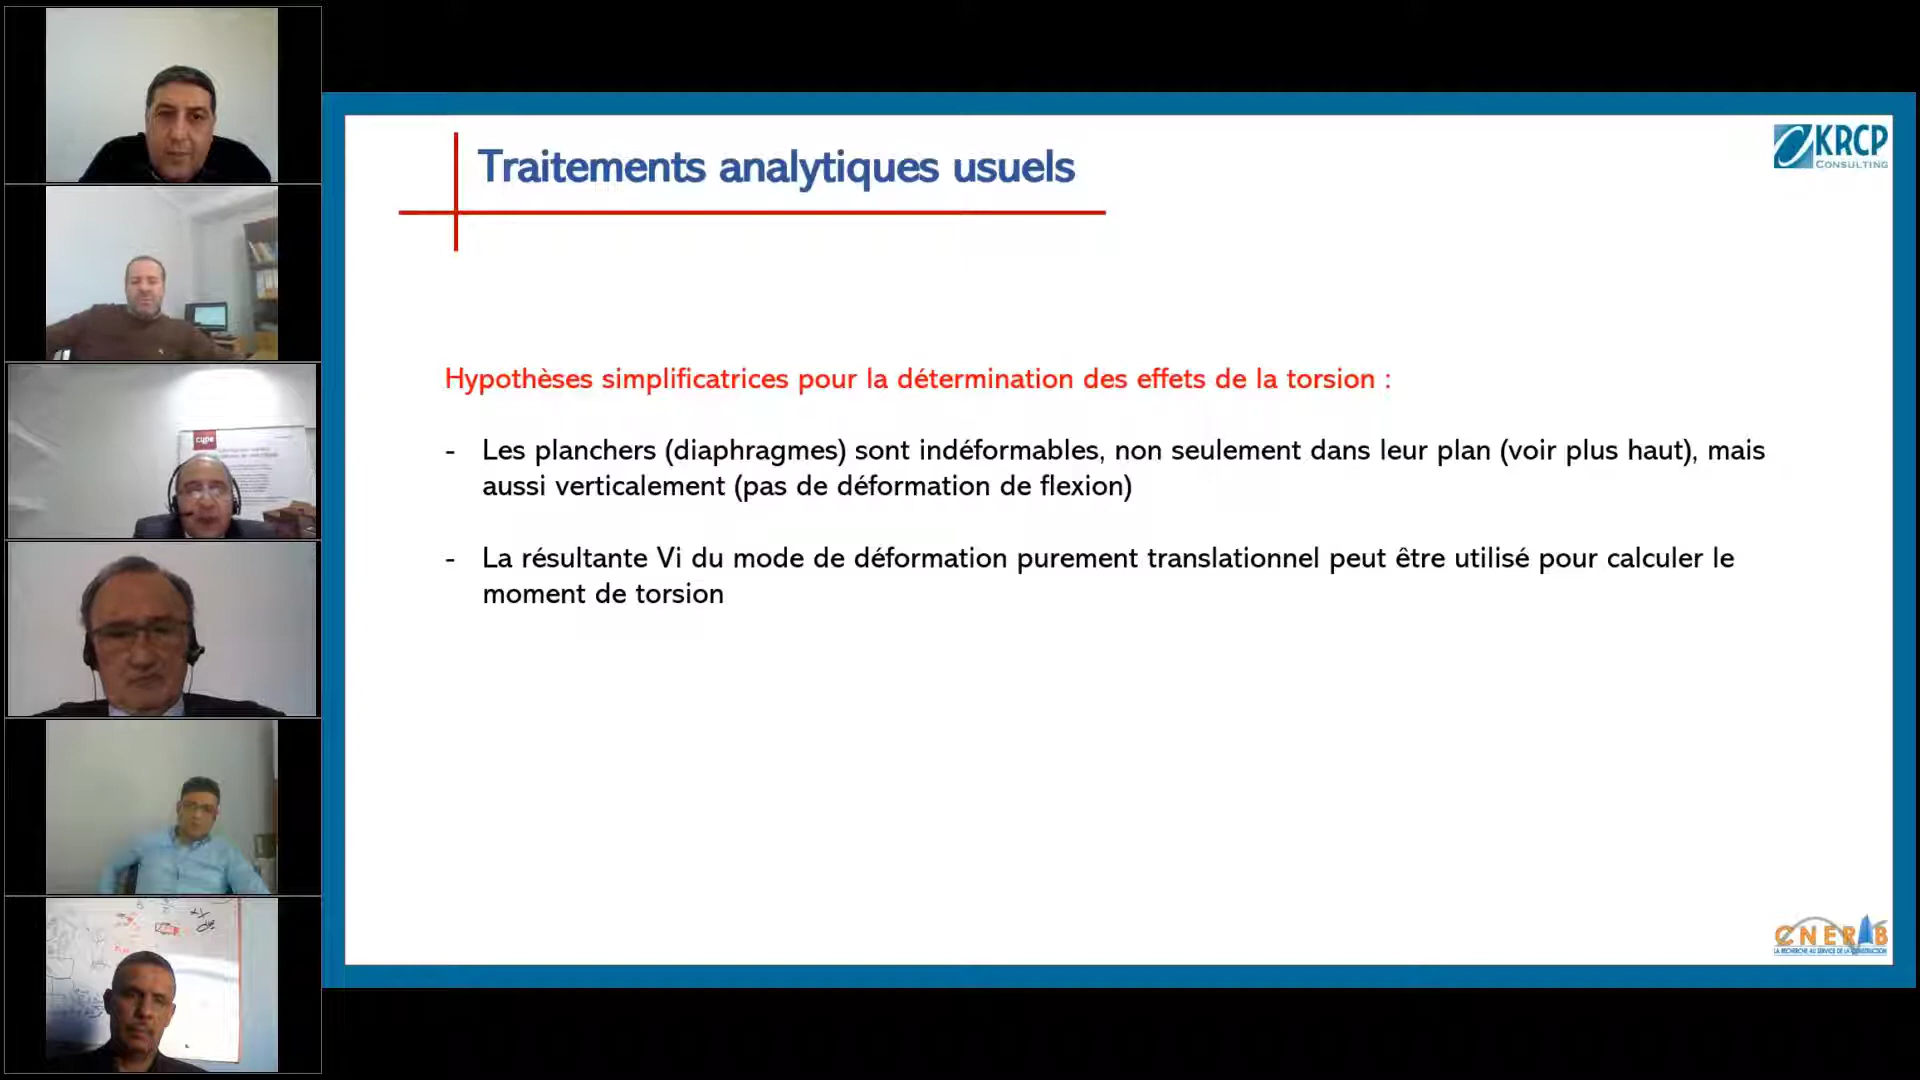 Traitements analytiques usuels
KRCP
CONSULTING
Hypothèses simplificatrices pour la détermination des effets de la torsion :
- Les planchers (diaphragmes) sont indéformables, non seulement dans leur plan (voir plus haut), mais
aussi verticalement (pas de déformation de flexion)
- La résultante Vi du mode de déformation purement translationnel peut être utilisé pour calculer le
moment de torsion
cype
CNERIB
LA RECHERCHE AU SERVICE DE LA CONSTRUCTION